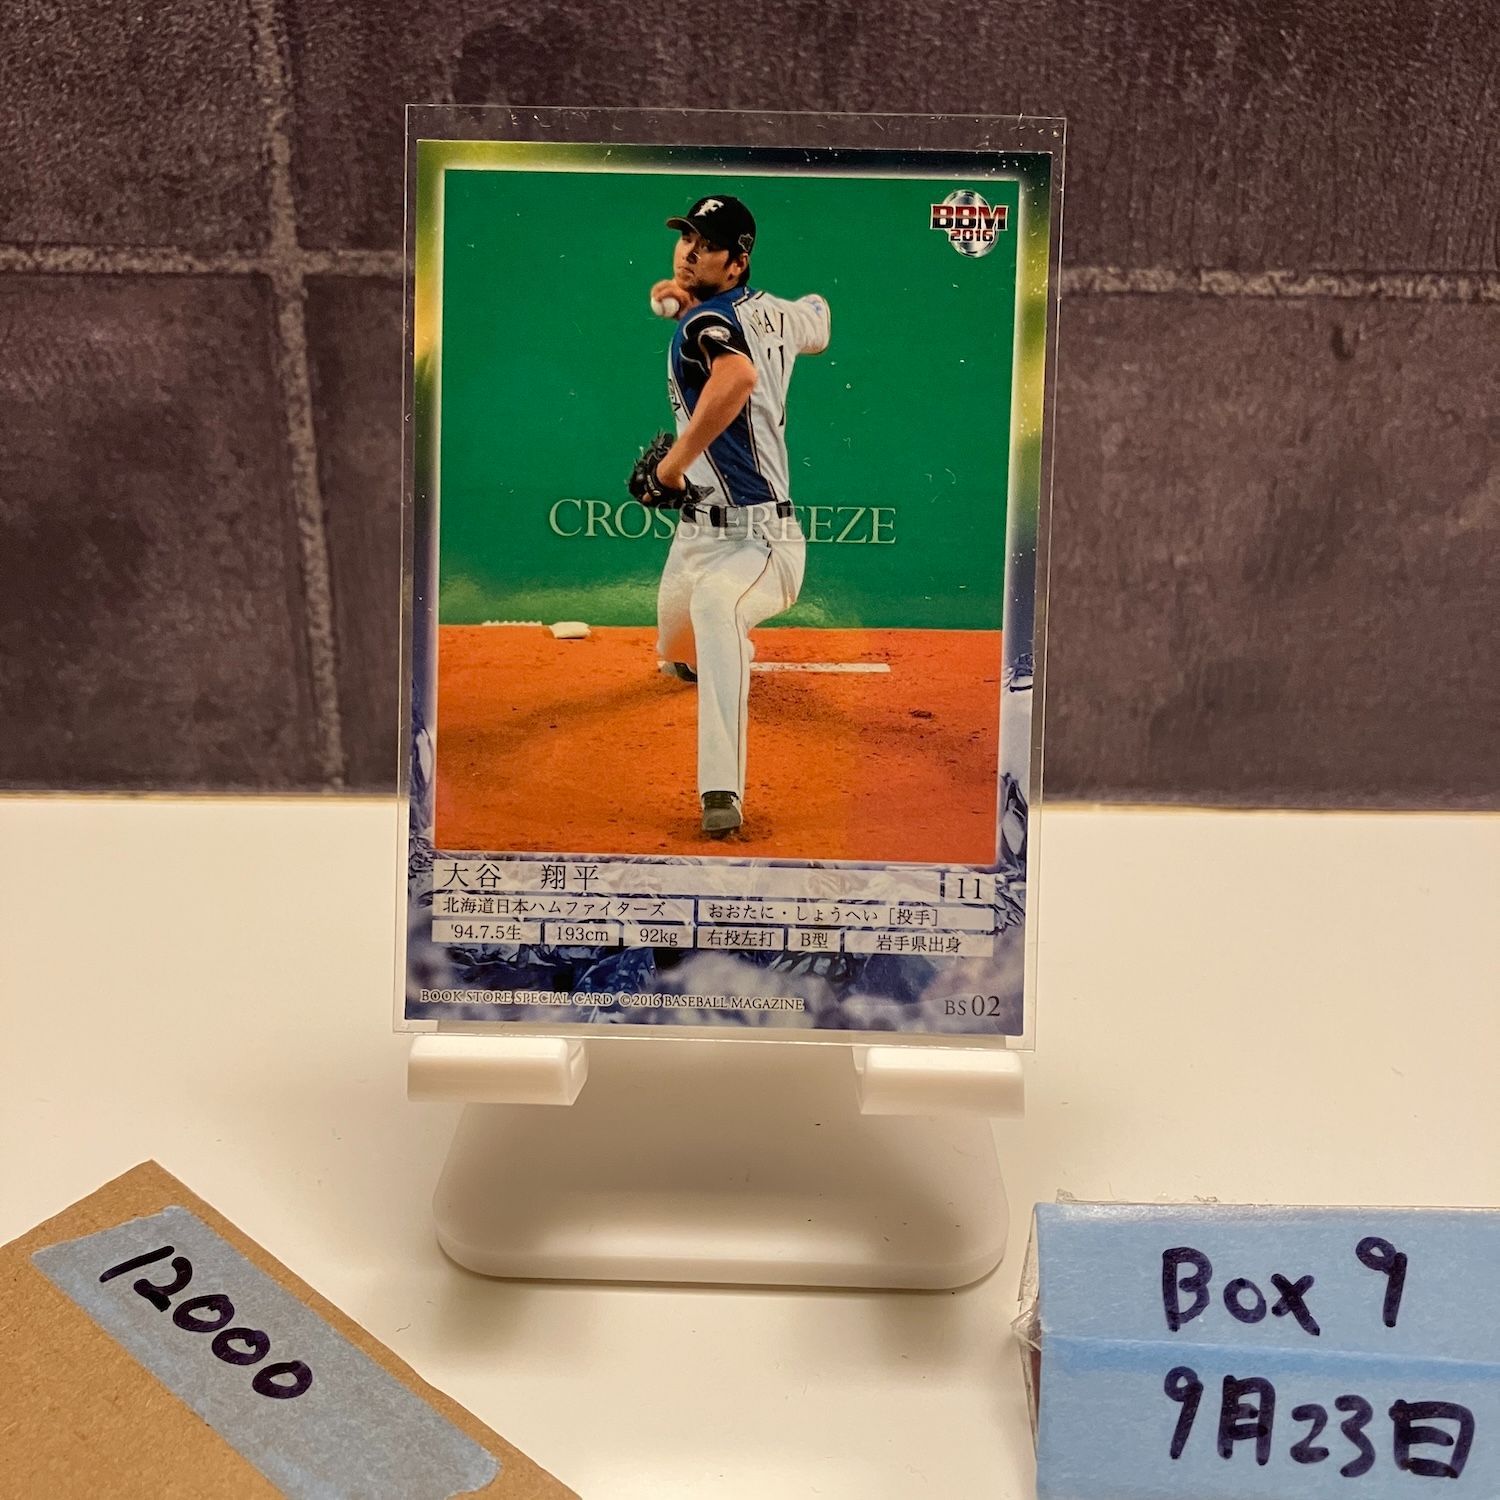 BBM
2016
F
11
CROSS FREEZE
大谷 翔平 11
北海道日本ハムファイターズ おおたに・しょうへい [投手]
'94.7.5生 193cm 92kg 右投左打 B型 岩手県出身
BOOK STORE SPECIAL CARD ©2016 BASEBALL MAGAZINE
BS 02
12000
Box 9
9月23日